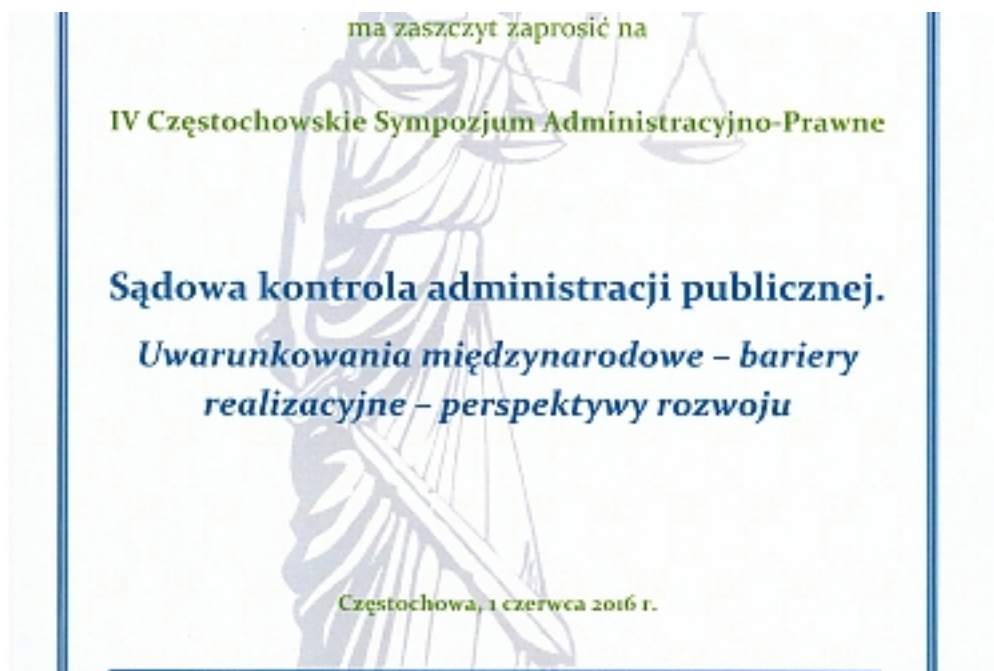 ma zaszczyt zaprosić na
IV Częstochowskie Sympozjum Administracyjno-Prawne
Sądowa kontrola administracji publicznej.
Uwarunkowania międzynarodowe – bariery
realizacyjne – perspektywy rozwoju
Częstochowa, 1 czerwca 2016 r.